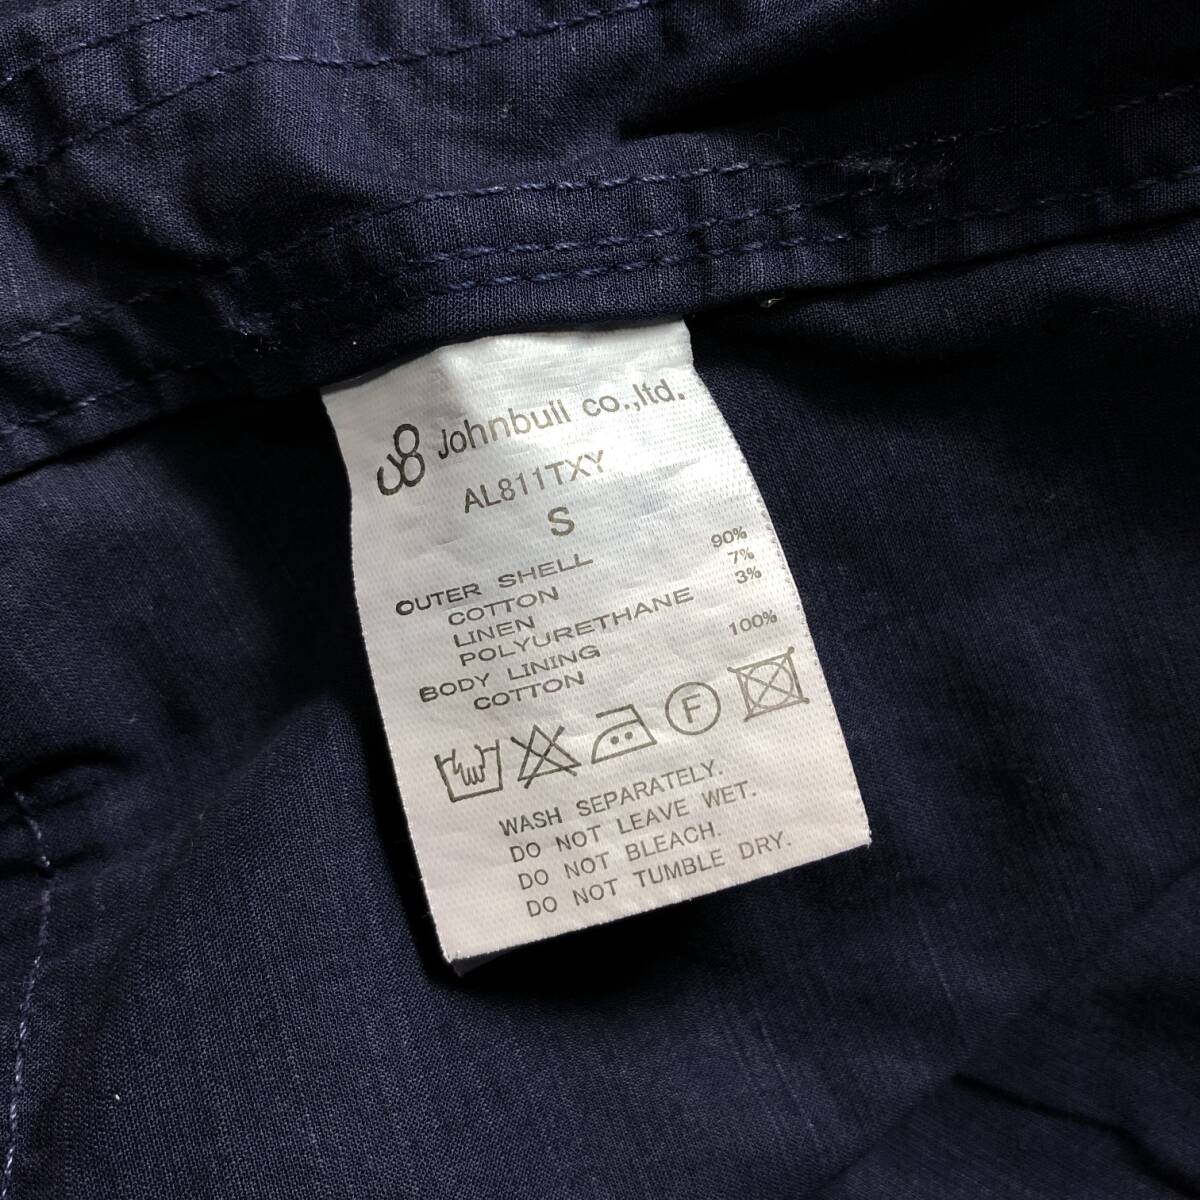 Johnbull co.,ltd.
AL811TXY
S
OUTER SHELL
COTTON 90%
LINEN 7%
POLYURETHANE 3%
BODY LINING
COTTON 100%
F
WASH SEPARATELY.
DO NOT LEAVE WET.
DO NOT BLEACH.
DO NOT TUMBLE DRY.